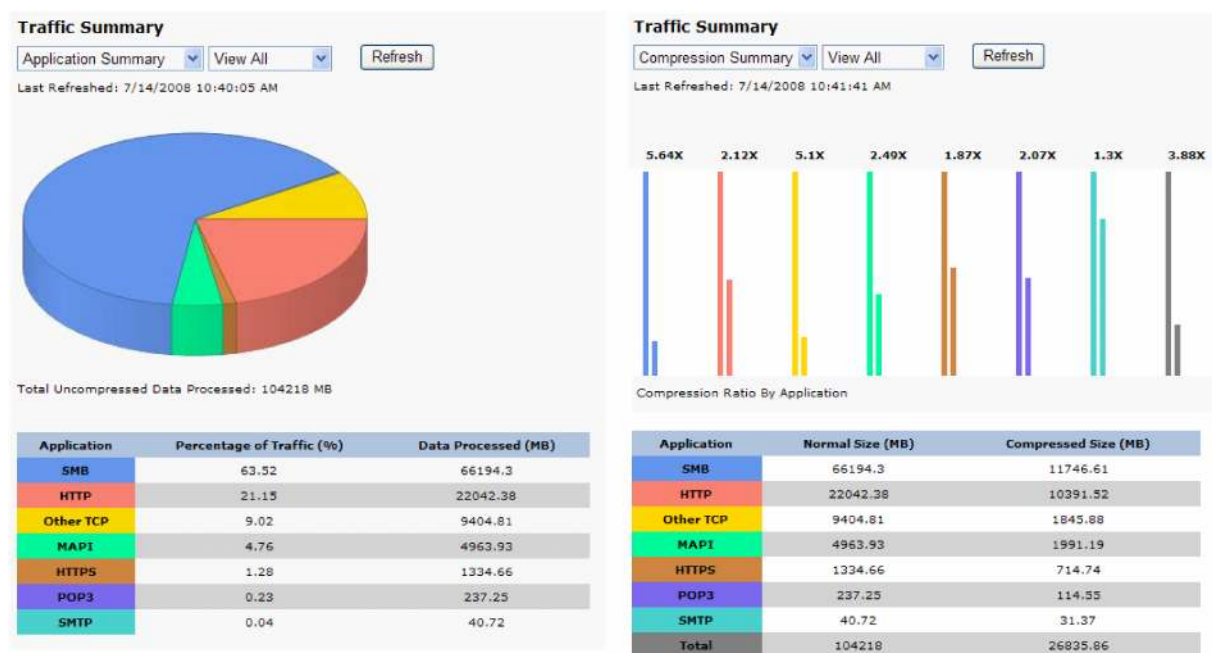 Traffic Summary
Application Summary View All Refresh
Last Refreshed: 7/14/2008 10:40:05 AM
Total Uncompressed Data Processed: 104218 MB
Application Percentage of Traffic (%) Data Processed (MB)
SMB 63.52 66194.3
HTTP 21.15 22042.38
Other TCP 9.02 9404.81
MAPI 4.76 4963.93
HTTPS 1.28 1334.66
POP3 0.23 237.25
SMTP 0.04 40.72
Traffic Summary
Compression Summary View All Refresh
Last Refreshed: 7/14/2008 10:41:41 AM
5.64X 2.12X 5.1X 2.49X 1.87X 2.07X 1.3X 3.88X
Compression Ratio By Application
Application Normal Size (MB) Compressed Size (MB)
SMB 66194.3 11746.61
HTTP 22042.38 10391.52
Other TCP 9404.81 1845.88
MAPI 4963.93 1991.19
HTTPS 1334.66 714.74
POP3 237.25 114.55
SMTP 40.72 31.37
Total 104218 26835.86